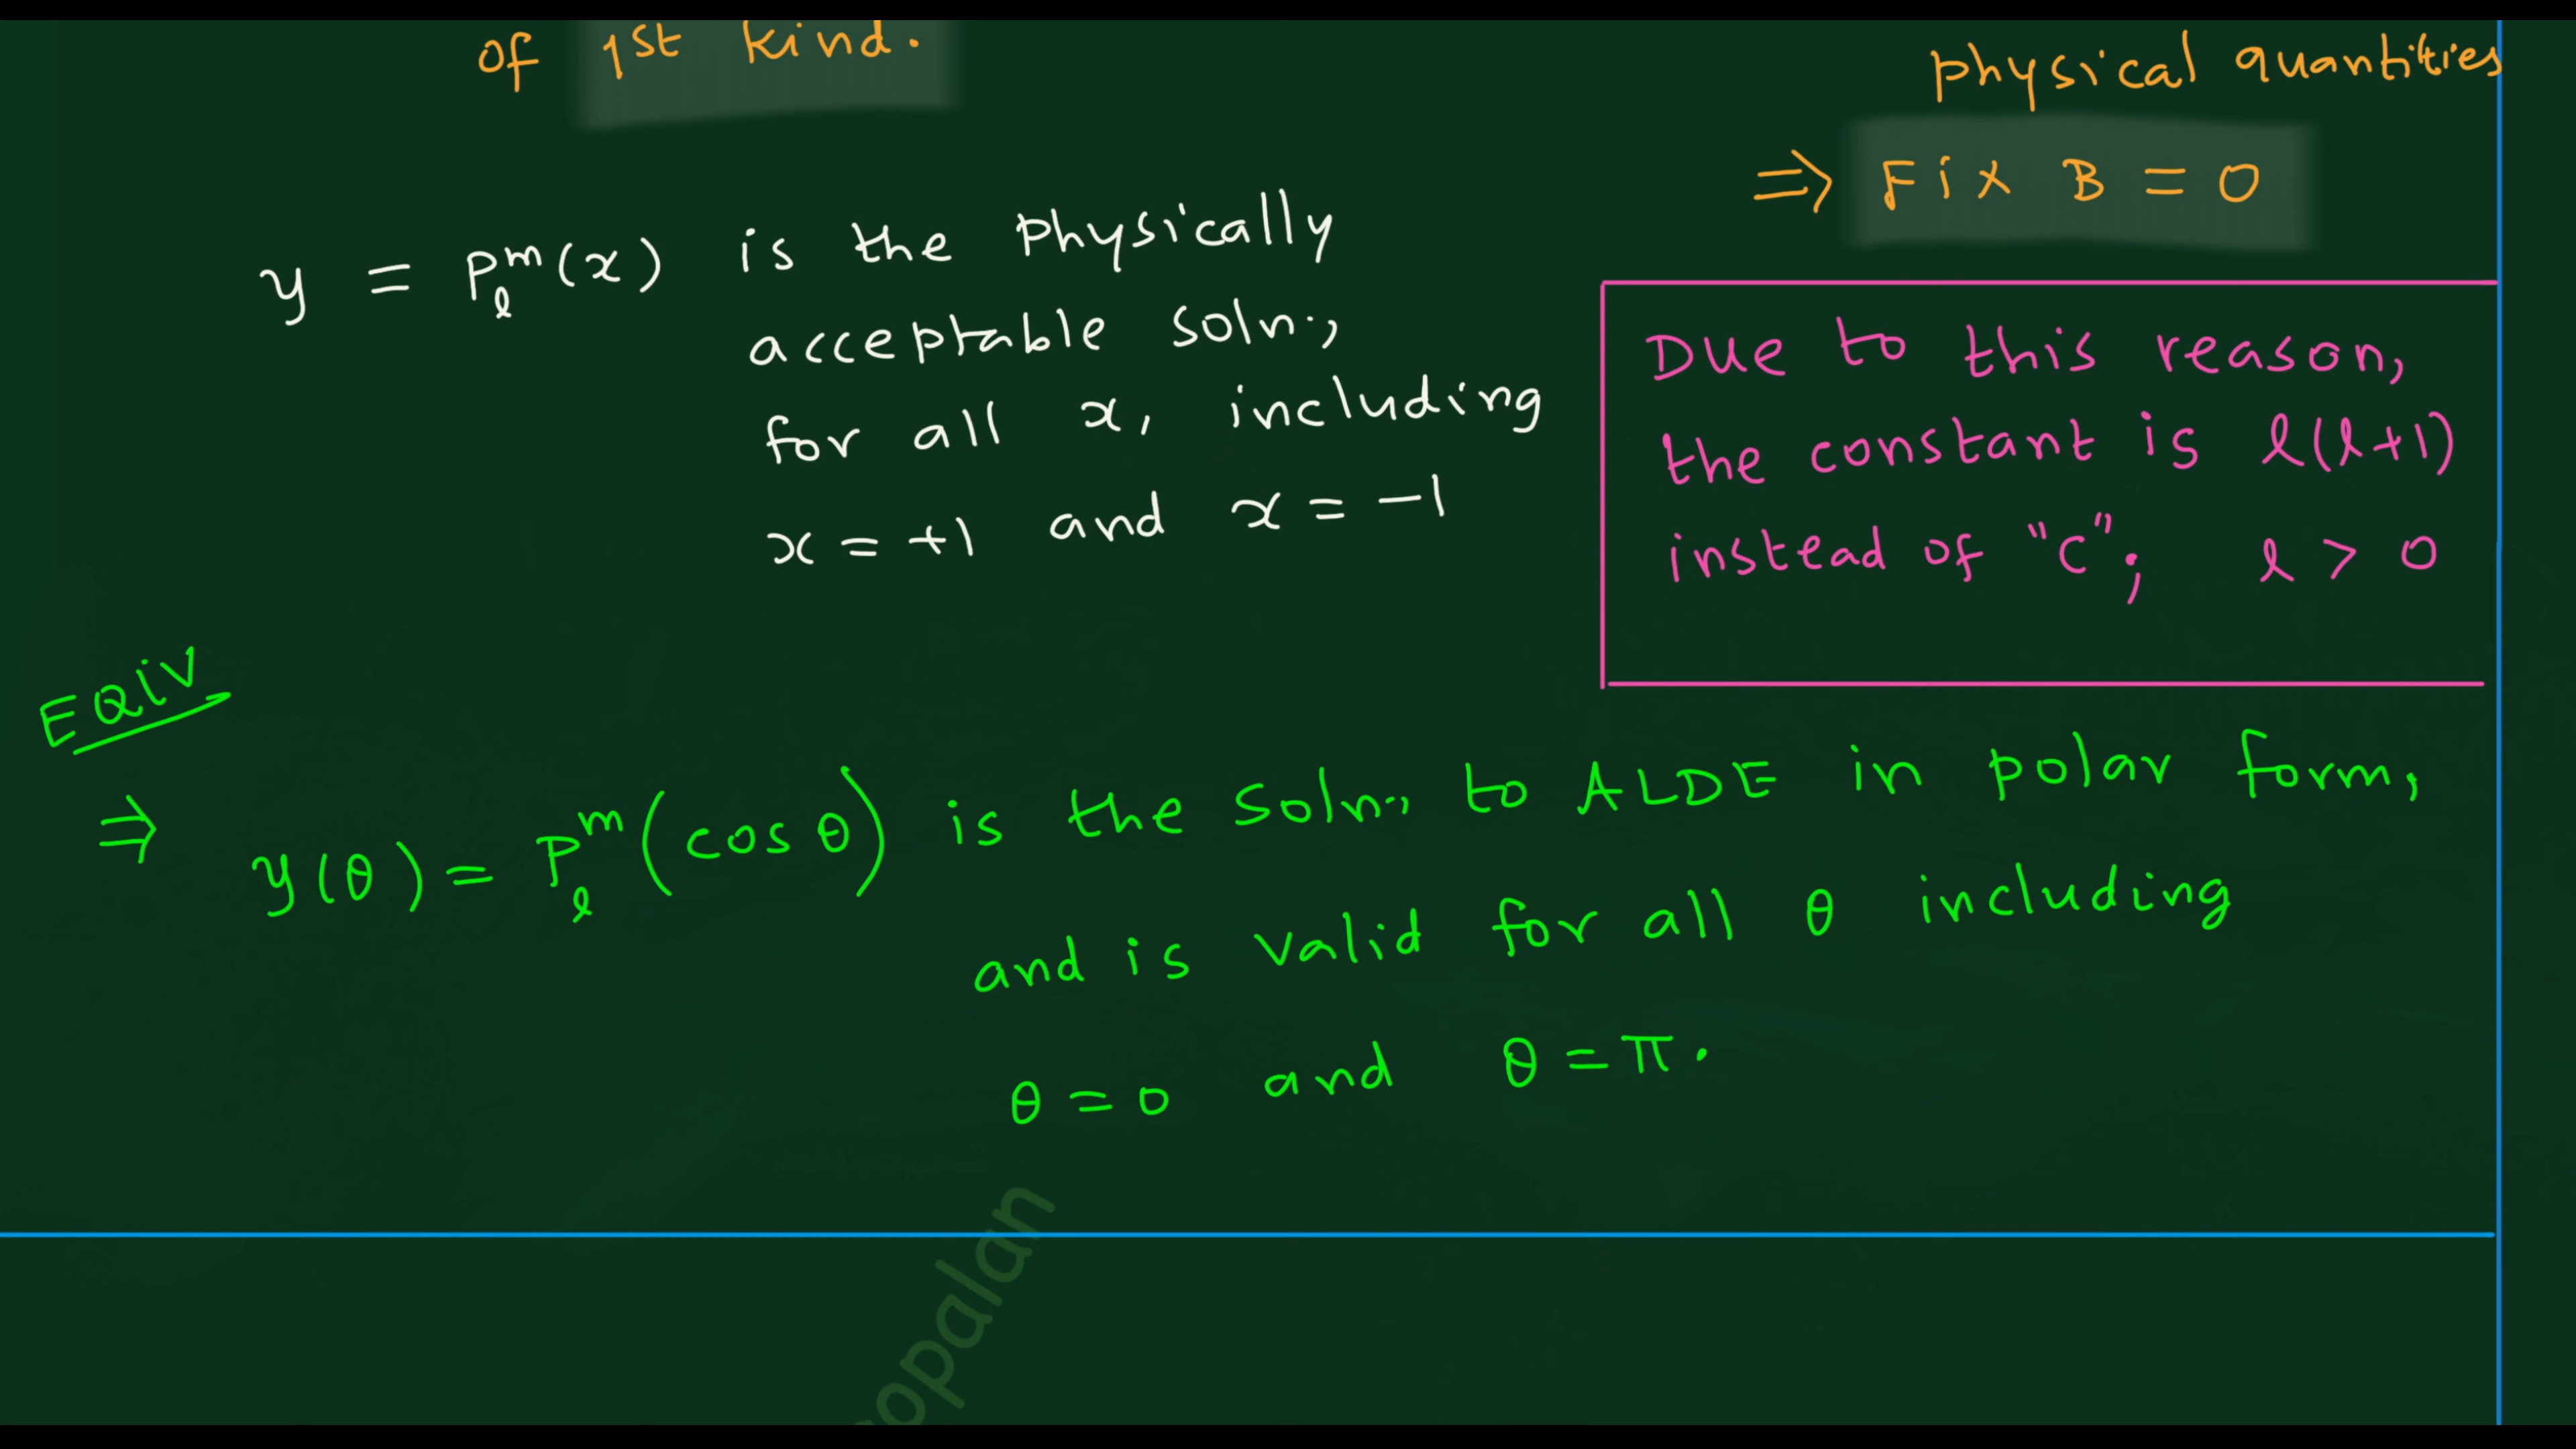 of 1st kind.
physical quantities
⇒ Fix B = 0
y = P_l^m(x) is the physically
acceptable soln.,
for all x, including
x = +1 and x = -1
Due to this reason,
the constant is l(l+1)
instead of "C"; l > 0
EQIV
⇒ y(θ) = P_l^m(cos θ) is the soln., to ALDE in polar form,
and is valid for all θ including
θ = 0 and θ = π.
opalan